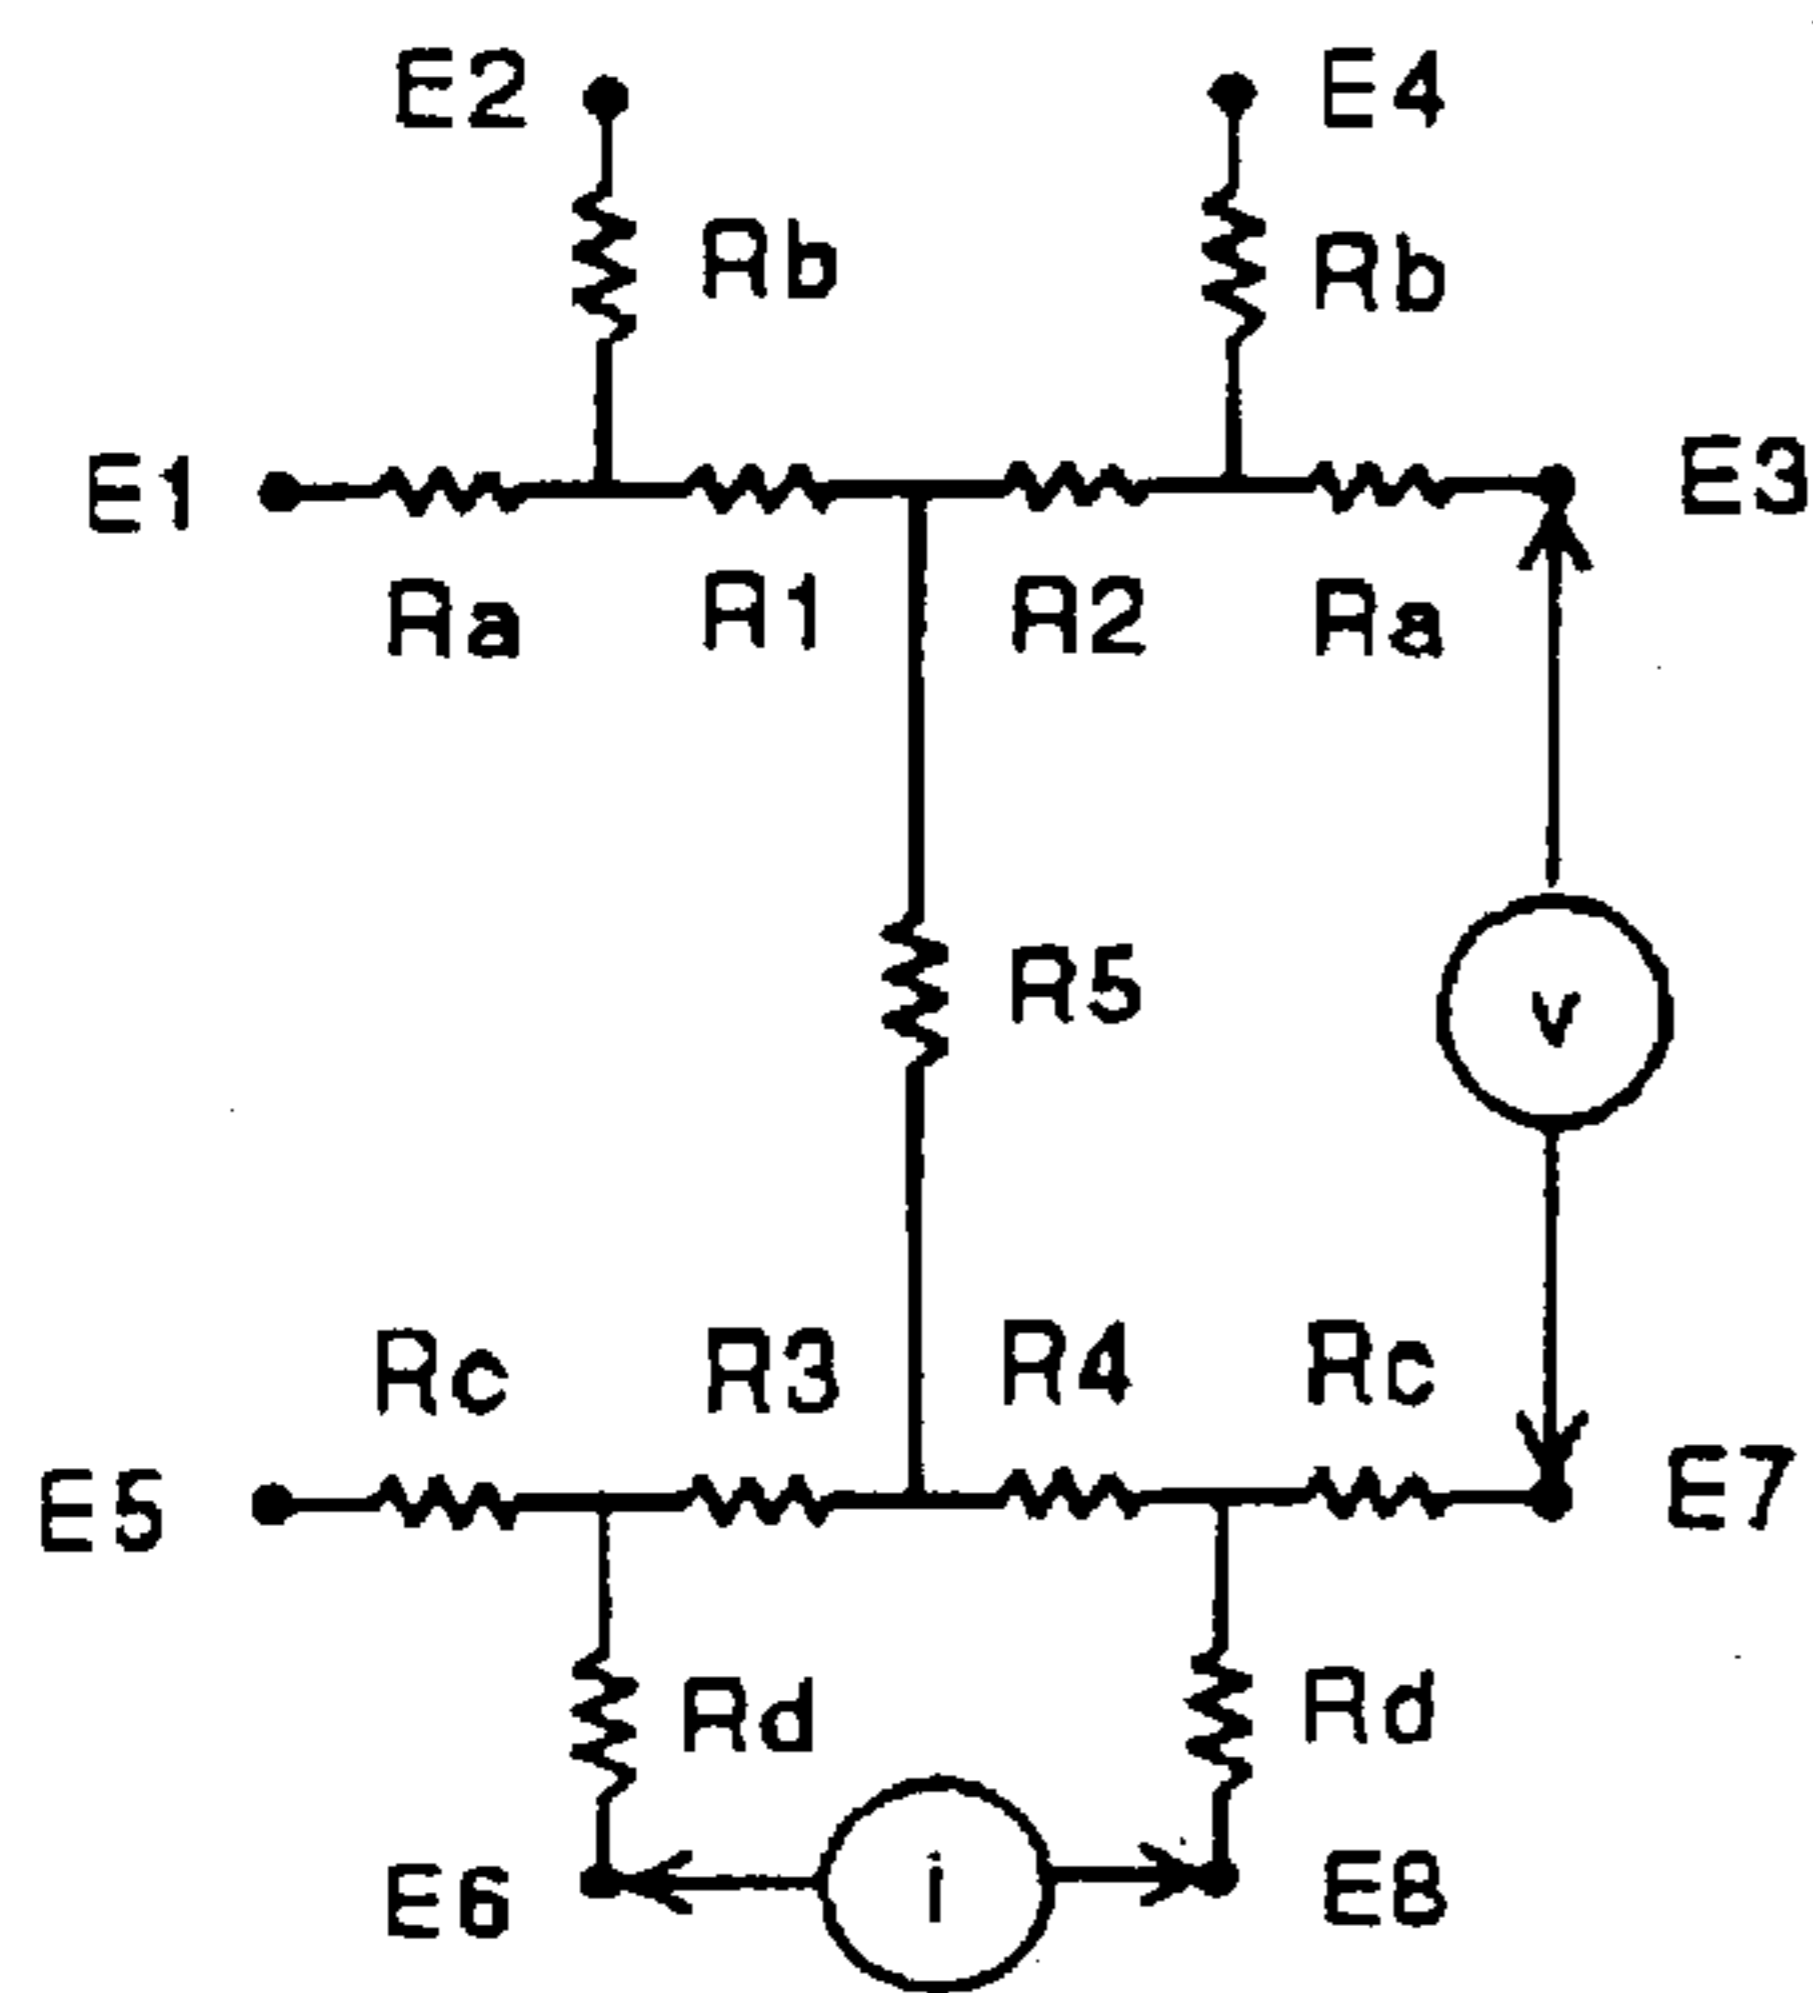 E2 E4
Rb Rb
E1 E3
Ra R1 R2 Ra
R5
v
Rc R3 R4 Rc
E5 E7
Rd Rd
E6 i E8